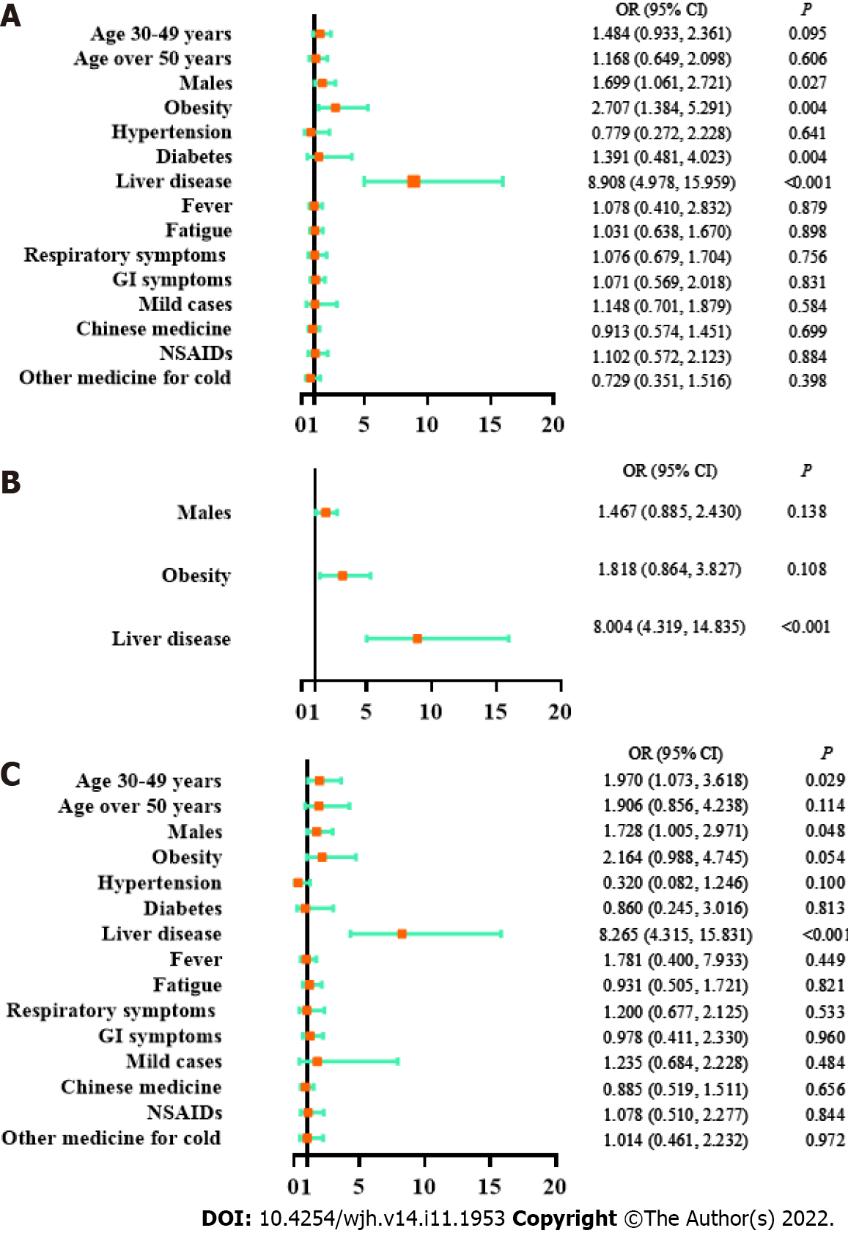 A
OR (95% CI) P
Age 30-49 years 1.484 (0.933, 2.361) 0.095
Age over 50 years 1.168 (0.649, 2.098) 0.606
Males 1.699 (1.061, 2.721) 0.027
Obesity 2.707 (1.384, 5.291) 0.004
Hypertension 0.779 (0.272, 2.228) 0.641
Diabetes 1.391 (0.481, 4.023) 0.004
Liver disease 8.908 (4.978, 15.959) <0.001
Fever 1.078 (0.410, 2.832) 0.879
Fatigue 1.031 (0.638, 1.670) 0.898
Respiratory symptoms 1.076 (0.679, 1.704) 0.756
GI symptoms 1.071 (0.569, 2.018) 0.831
Mild cases 1.148 (0.701, 1.879) 0.584
Chinese medicine 0.913 (0.574, 1.451) 0.699
NSAIDs 1.102 (0.572, 2.123) 0.884
Other medicine for cold 0.729 (0.351, 1.516) 0.398
01 5 10 15 20
B
OR (95% CI) P
Males 1.467 (0.885, 2.430) 0.138
Obesity 1.818 (0.864, 3.827) 0.108
Liver disease 8.004 (4.319, 14.835) <0.001
01 5 10 15 20
C
OR (95% CI) P
Age 30-49 years 1.970 (1.073, 3.618) 0.029
Age over 50 years 1.906 (0.856, 4.238) 0.114
Males 1.728 (1.005, 2.971) 0.048
Obesity 2.164 (0.988, 4.745) 0.054
Hypertension 0.320 (0.082, 1.246) 0.100
Diabetes 0.860 (0.245, 3.016) 0.813
Liver disease 8.265 (4.315, 15.831) <0.001
Fever 1.781 (0.400, 7.933) 0.449
Fatigue 0.931 (0.505, 1.721) 0.821
Respiratory symptoms 1.200 (0.677, 2.125) 0.533
GI symptoms 0.978 (0.411, 2.330) 0.960
Mild cases 1.235 (0.684, 2.228) 0.484
Chinese medicine 0.885 (0.519, 1.511) 0.656
NSAIDs 1.078 (0.510, 2.277) 0.844
Other medicine for cold 1.014 (0.461, 2.232) 0.972
01 5 10 15 20
DOI: 10.4254/wjh.v14.i11.1953 Copyright ©The Author(s) 2022.